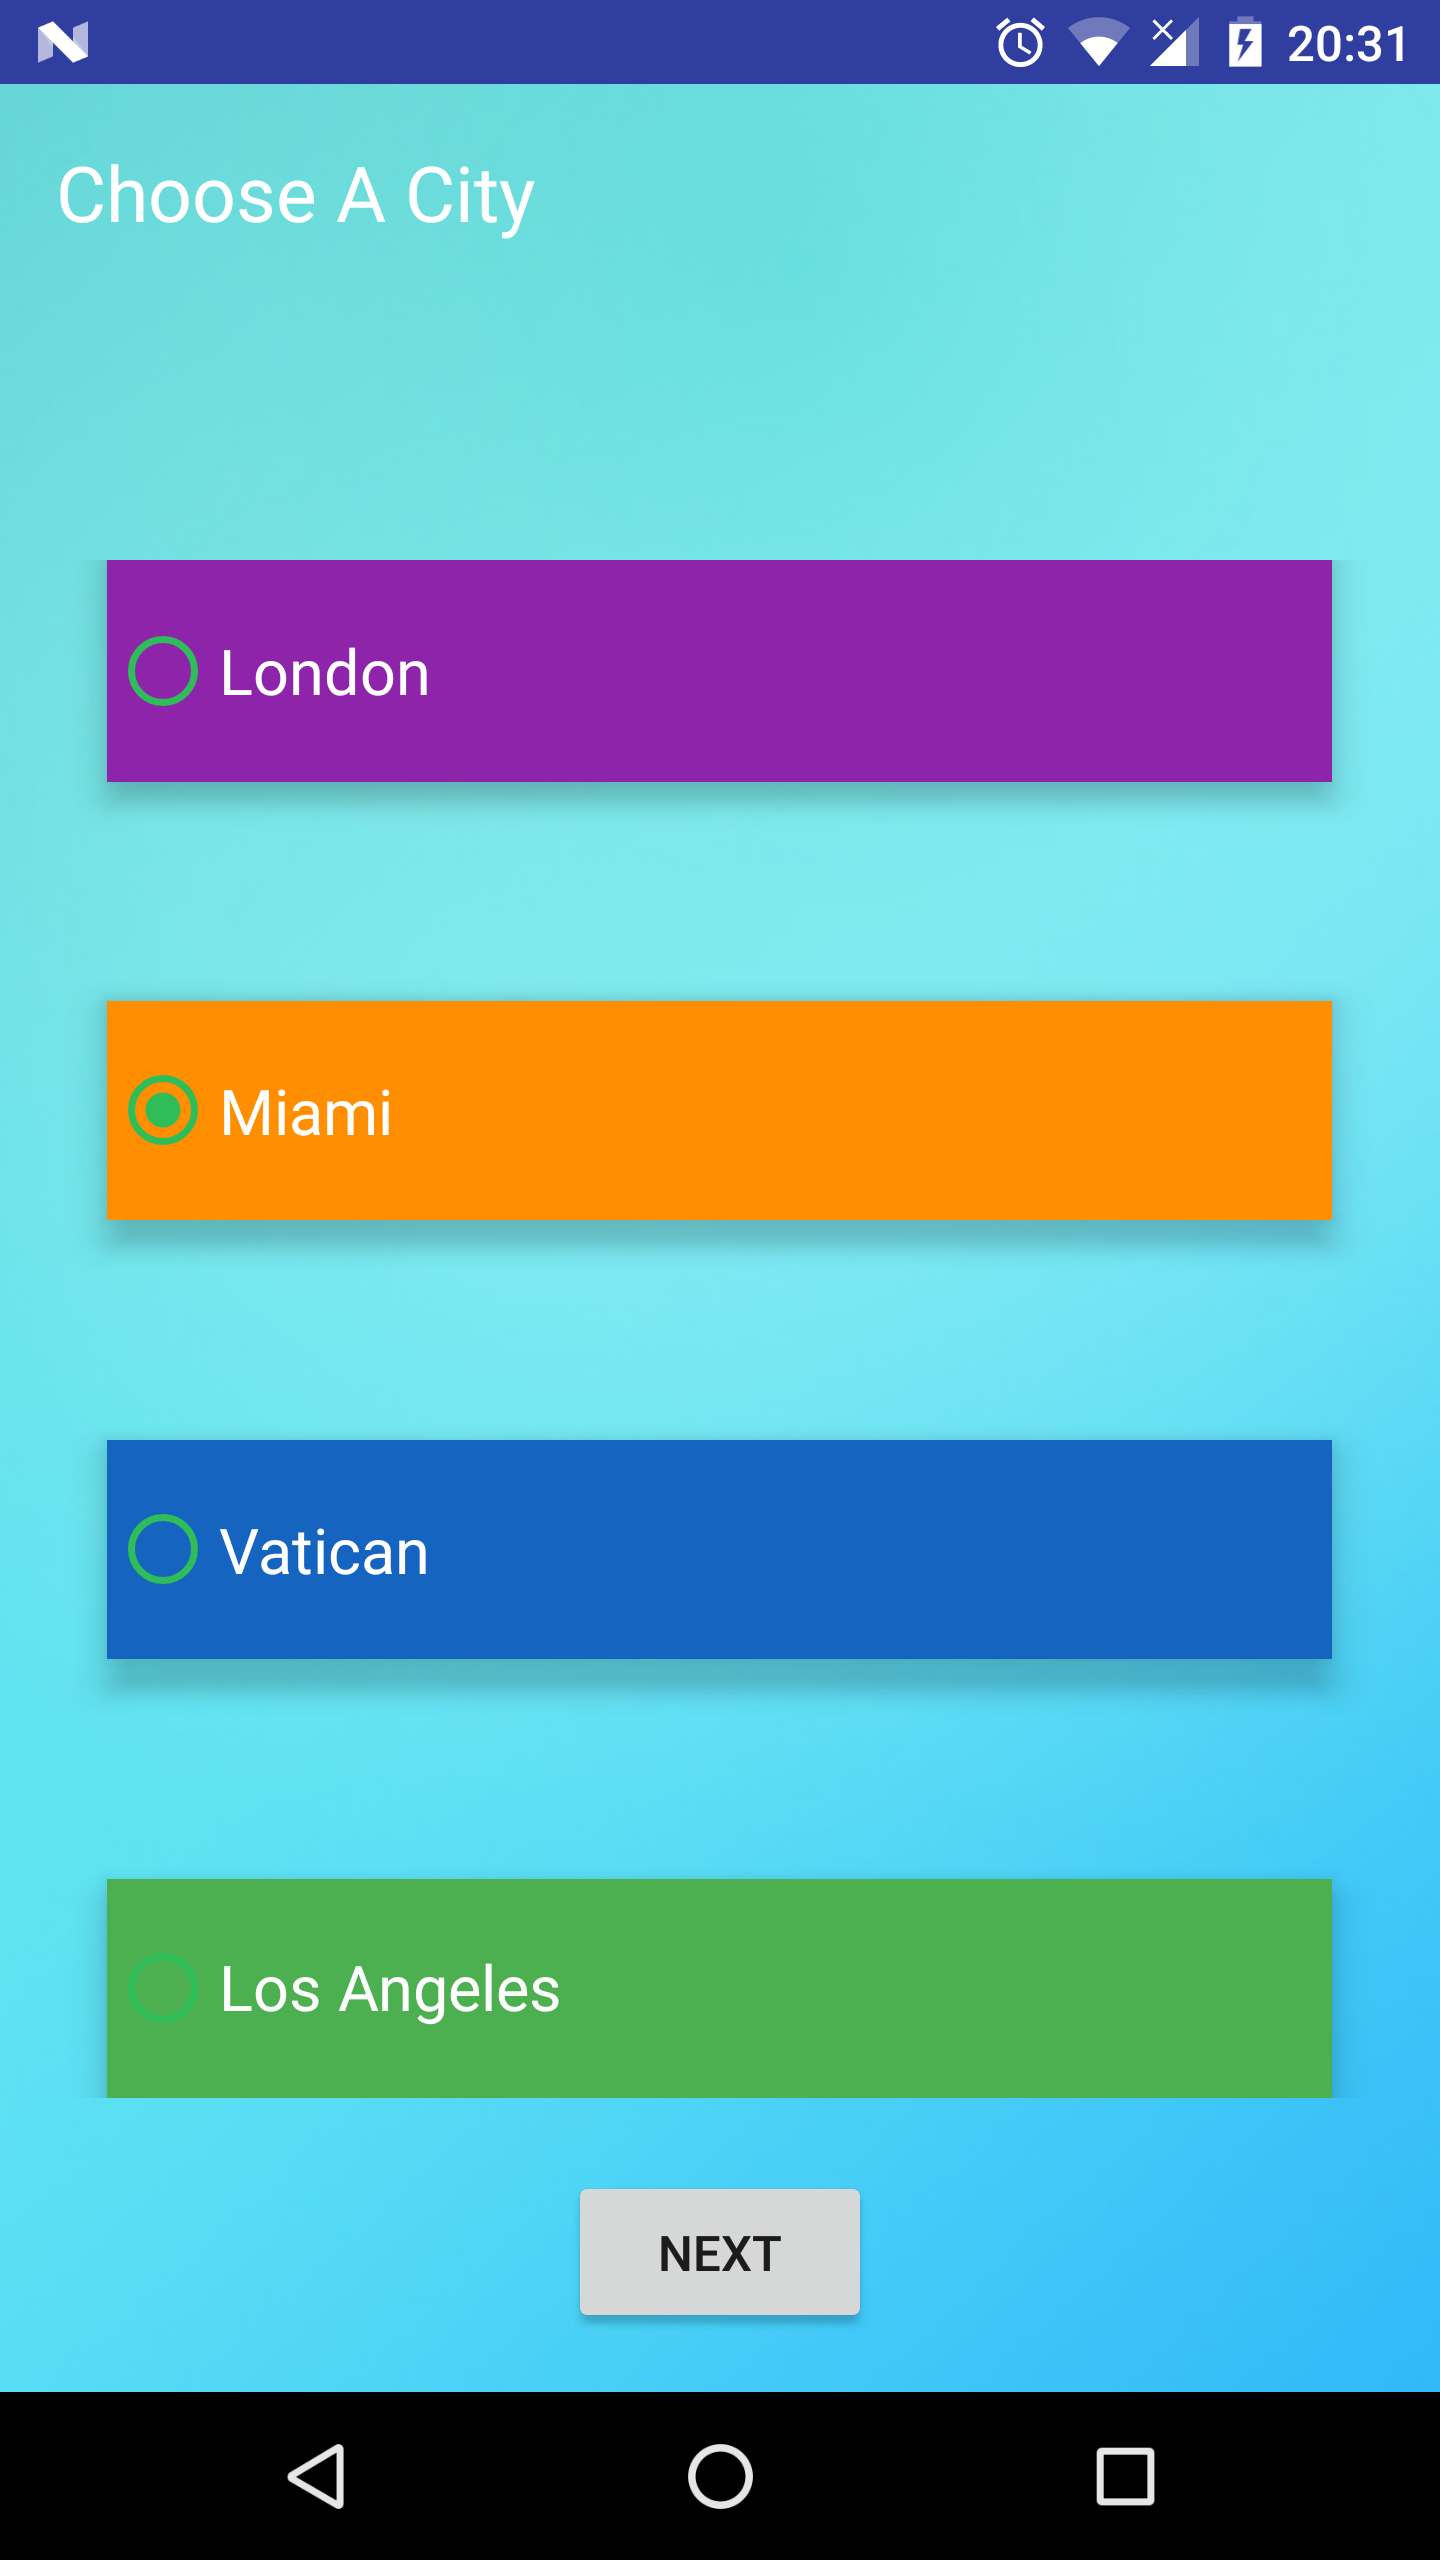 20:31
Choose A City
London
Miami
Vatican
Los Angeles
NEXT